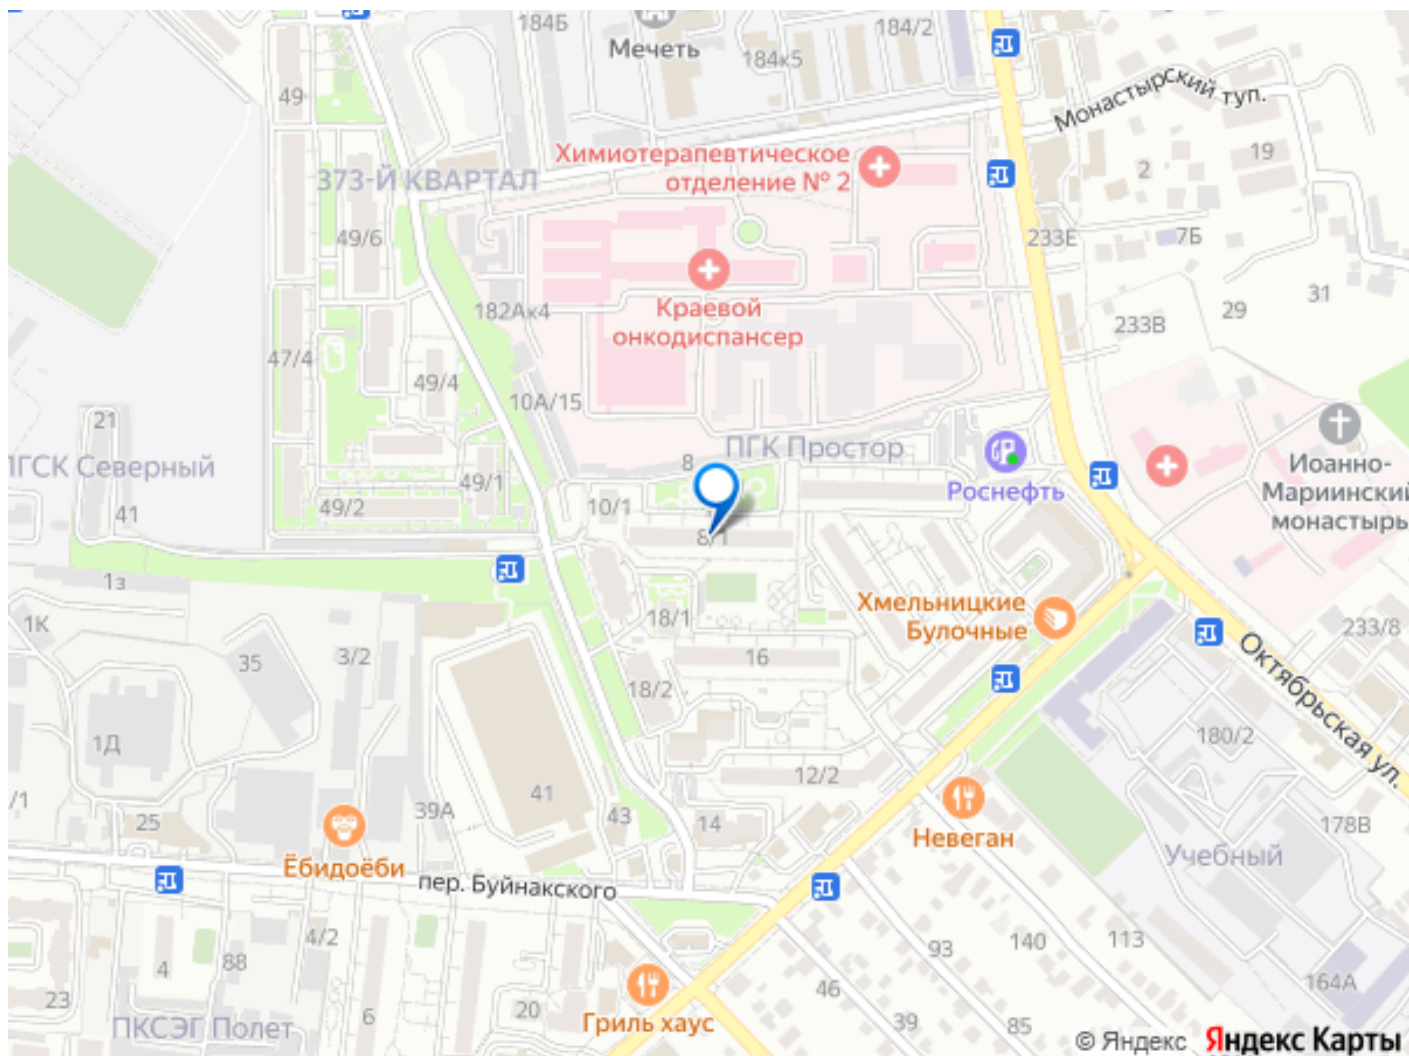 184Б
Мечеть
184к5
184/2
49
Монастырский туп.
Химиотерапевтическое
отделение № 2
2
19
373-Й КВАРТАЛ
49/6
233Е
7Б
182Ак4
Краевой
онкодиспансер
233В
29
31
47/4
49/4
10А/15
21
ПГСК Северный
41
49/2
49/1
8
ПГК Простор
10/1
8/1
Роснефть
Иоанно-
Мариинский
монастырь
1з
1К
35
3/2
18/1
16
18/2
Хмельницкие
Булочные
233/8
Октябрьская ул.
1Д
/1
25
39А
41
43
14
12/2
180/2
178В
Ёбидоёби
Невеган
Учебный
пер. Буйнакского
4/2
88
4
23
6
20
ПКСЭГ Полет
Гриль хаус
93
140
113
46
39
85
164А
© Яндекс Яндекс Карты